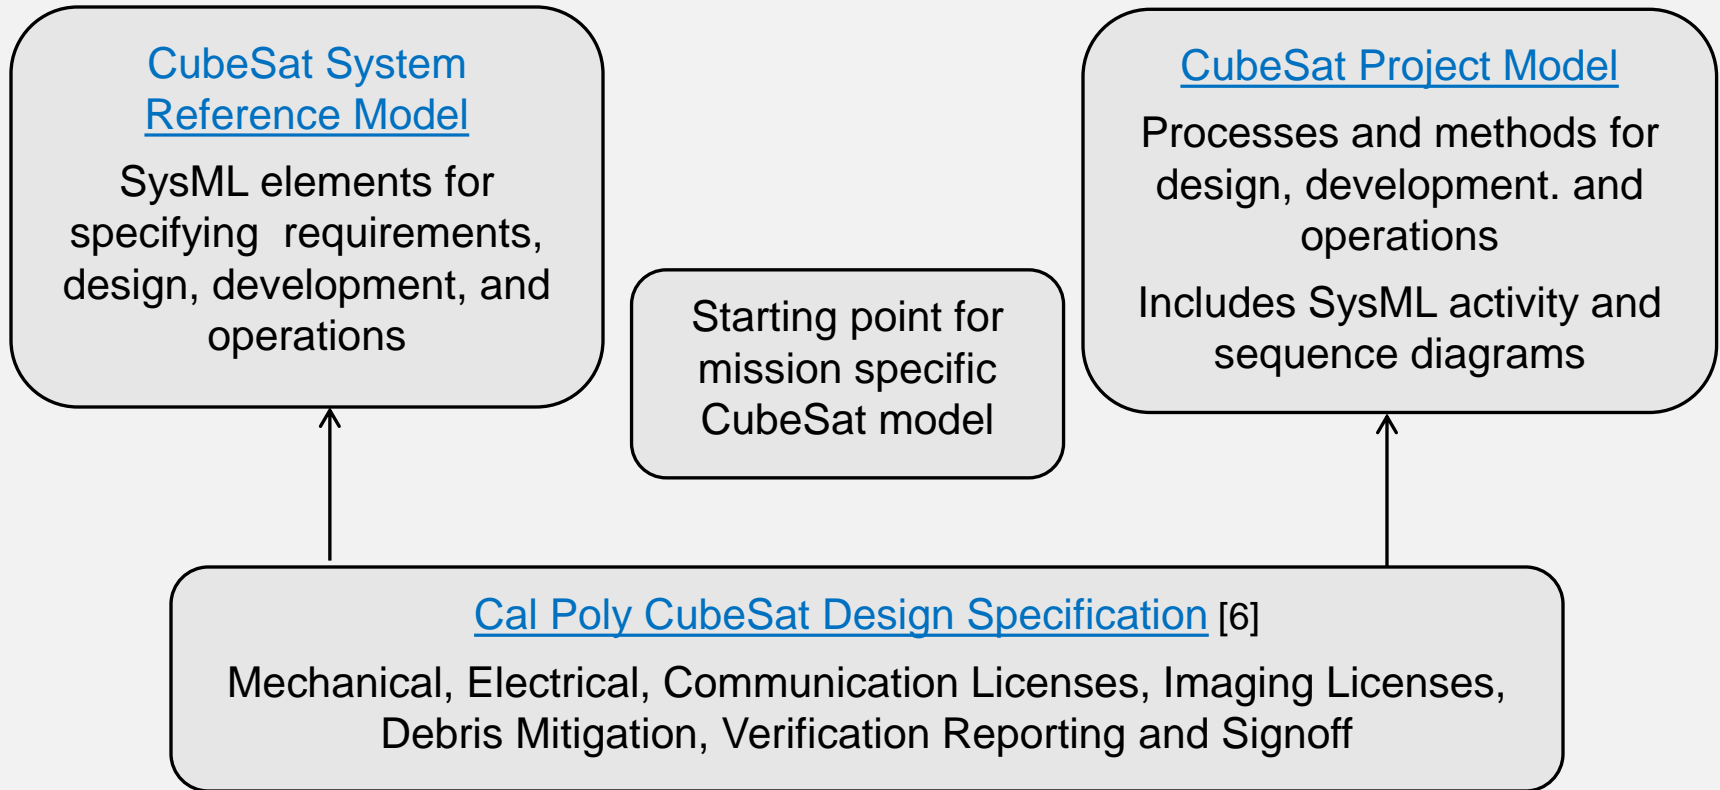 CubeSat System
Reference Model
SysML elements for
specifying  requirements,
design, development, and
operations
Starting point for
mission specific
CubeSat model
CubeSat Project Model
Processes and methods for
design, development. and
operations
Includes SysML activity and
sequence diagrams
Cal Poly CubeSat Design Specification [6]
Mechanical, Electrical, Communication Licenses, Imaging Licenses,
Debris Mitigation, Verification Reporting and Signoff